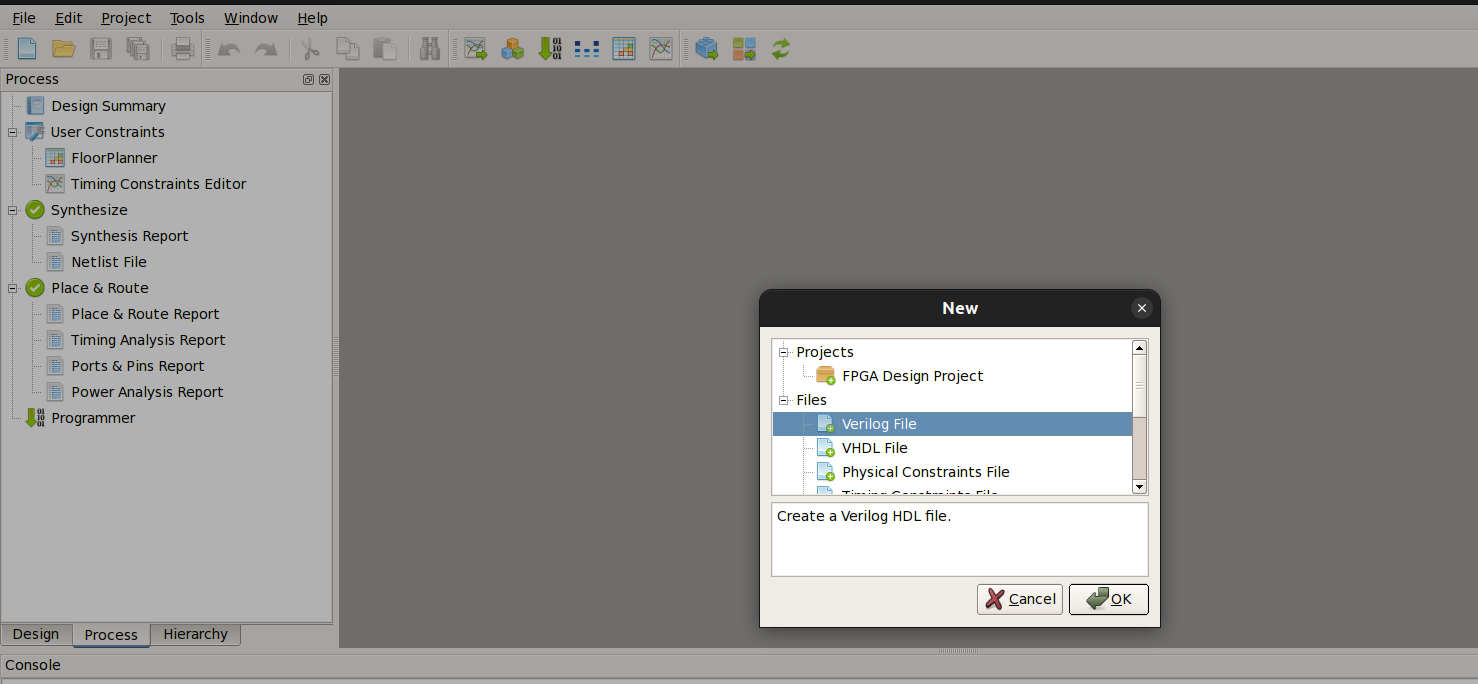 File Edit Project Tools Window Help
Process
Design Summary
User Constraints
FloorPlanner
Timing Constraints Editor
Synthesize
Synthesis Report
Netlist File
Place & Route
Place & Route Report
Timing Analysis Report
Ports & Pins Report
Power Analysis Report
Programmer
Design Process Hierarchy
Console
New
Projects
FPGA Design Project
Files
Verilog File
VHDL File
Physical Constraints File
Timing Constraints File
Create a Verilog HDL file.
Cancel OK